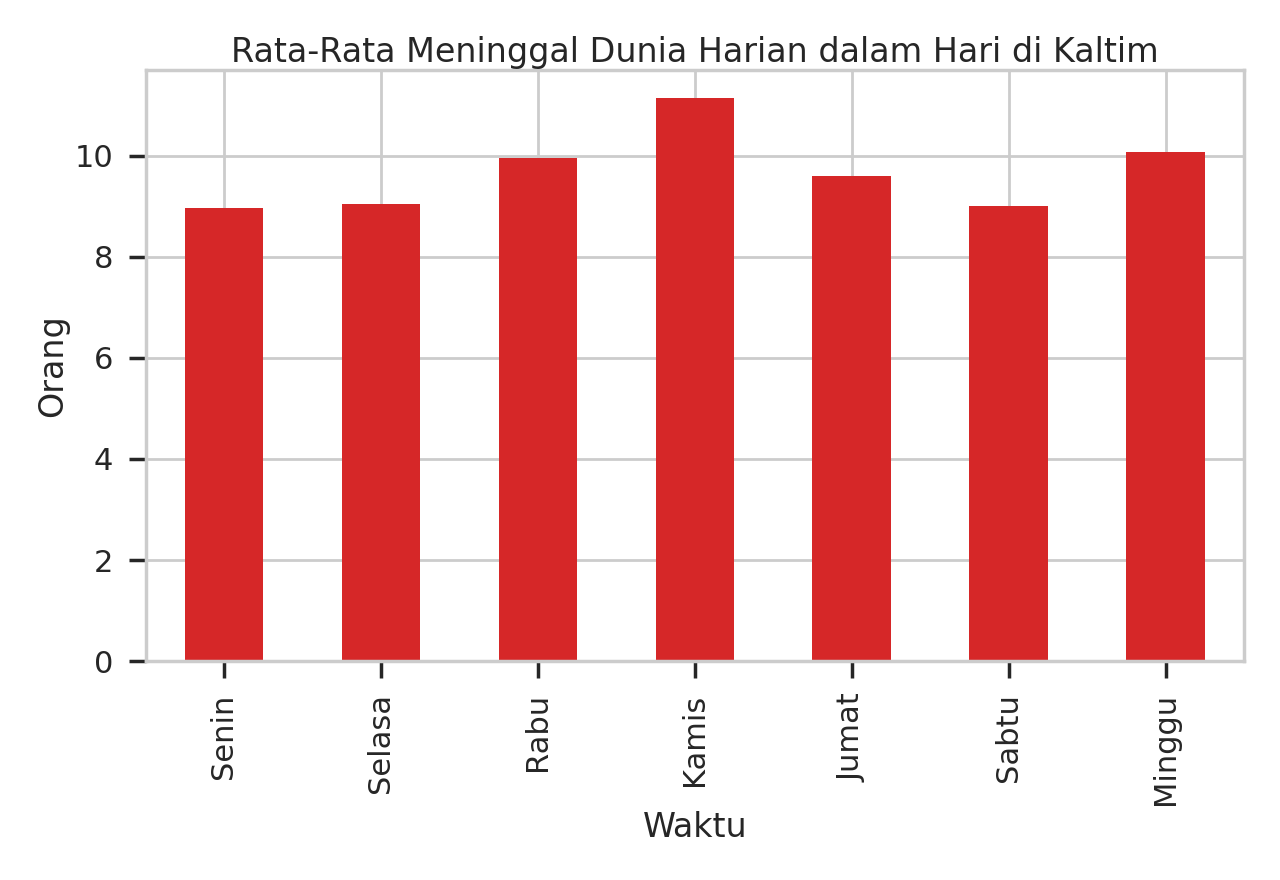 Rata-Rata Meninggal Dunia Harian dalam Hari di Kaltim
Orang
10
8
6
4
2
0
Senin
Selasa
Rabu
Kamis
Jumat
Sabtu
Minggu
Waktu